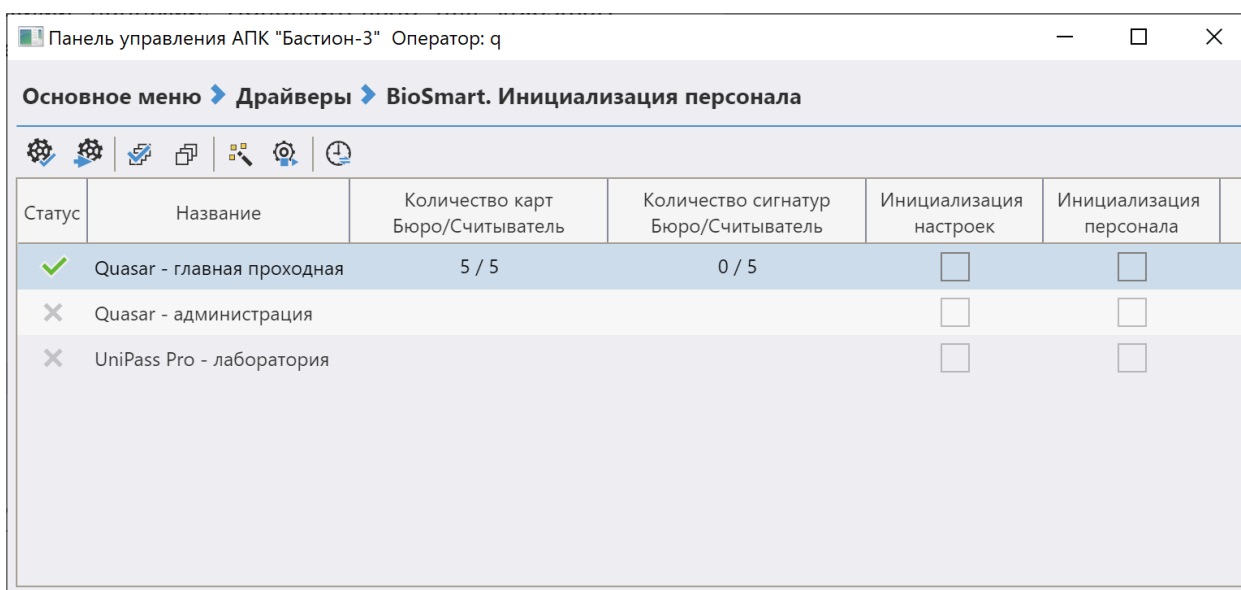 Панель управления АПК "Бастион-3" Оператор: q
Основное меню Драйверы BioSmart. Инициализация персонала
Статус
Название
Количество карт
Бюро/Считыватель
Количество сигнатур
Бюро/Считыватель
Инициализация
настроек
Инициализация
персонала
Quasar - главная проходная 5 / 5 0 / 5
Quasar - администрация
UniPass Pro - лаборатория